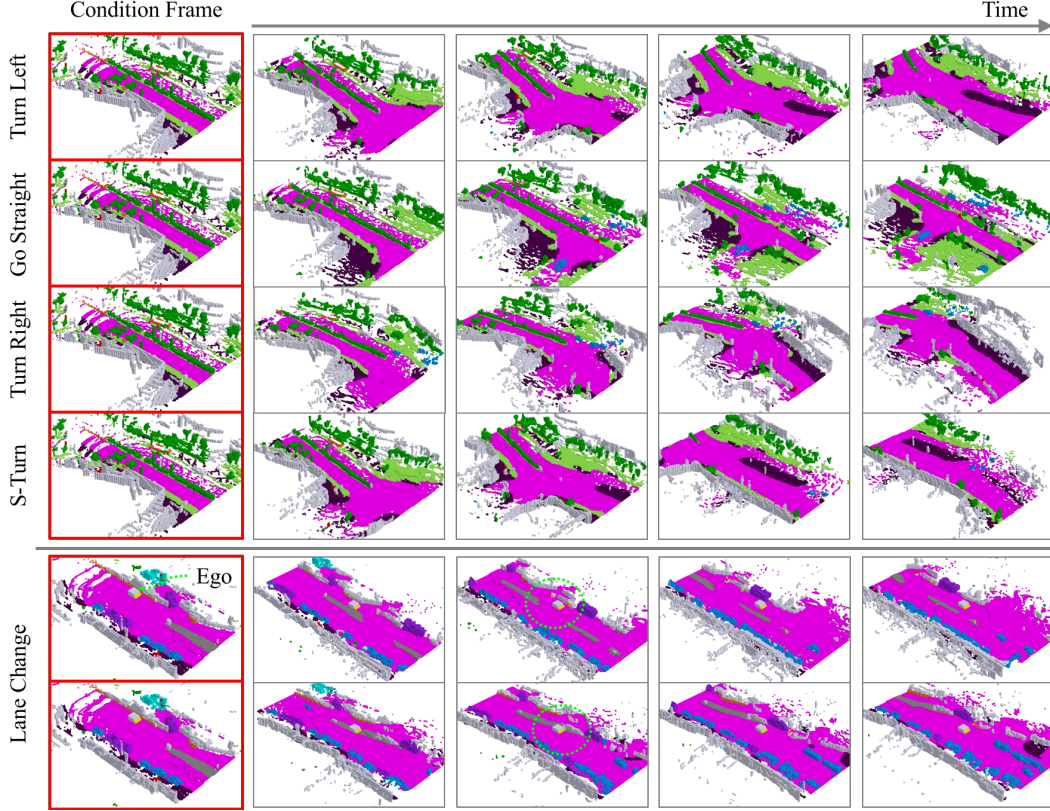 Condition Frame
Time
Turn Left
Go Straight
Turn Right
S-Turn
Ego
Lane Change